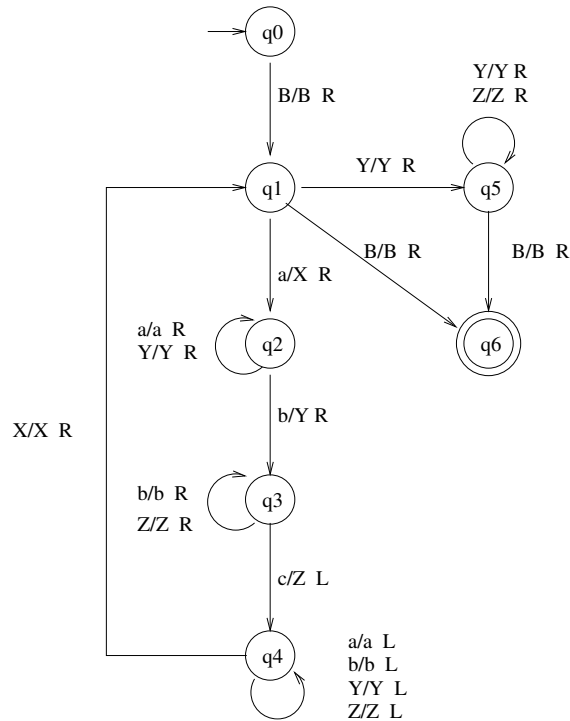 q0
Y/Y R
Z/Z R
B/B R
q1
Y/Y R
q5
B/B R
B/B R
a/X R
a/a R
Y/Y R
q2
q6
X/X R
b/Y R
b/b R
Z/Z R
q3
c/Z L
q4
a/a L
b/b L
Y/Y L
Z/Z L